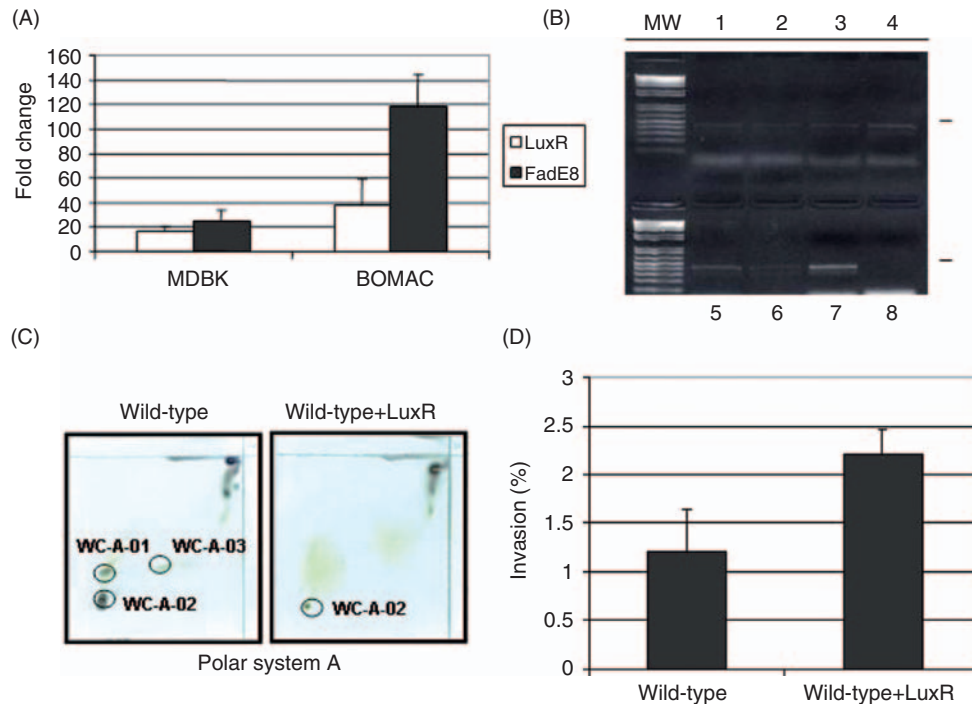 (A)
160
140
120
100
80
60
40
20
0
Fold change
MDBK BOMAC
LuxR
FadE8
(B)
MW 1 2 3 4
5 6 7 8
(C)
Wild-type Wild-type+LuxR
WC-A-01 WC-A-03
WC-A-02
WC-A-02
Polar system A
(D)
3
2.5
2
1.5
1
0.5
0
Invasion (%)
Wild-type Wild-type+LuxR